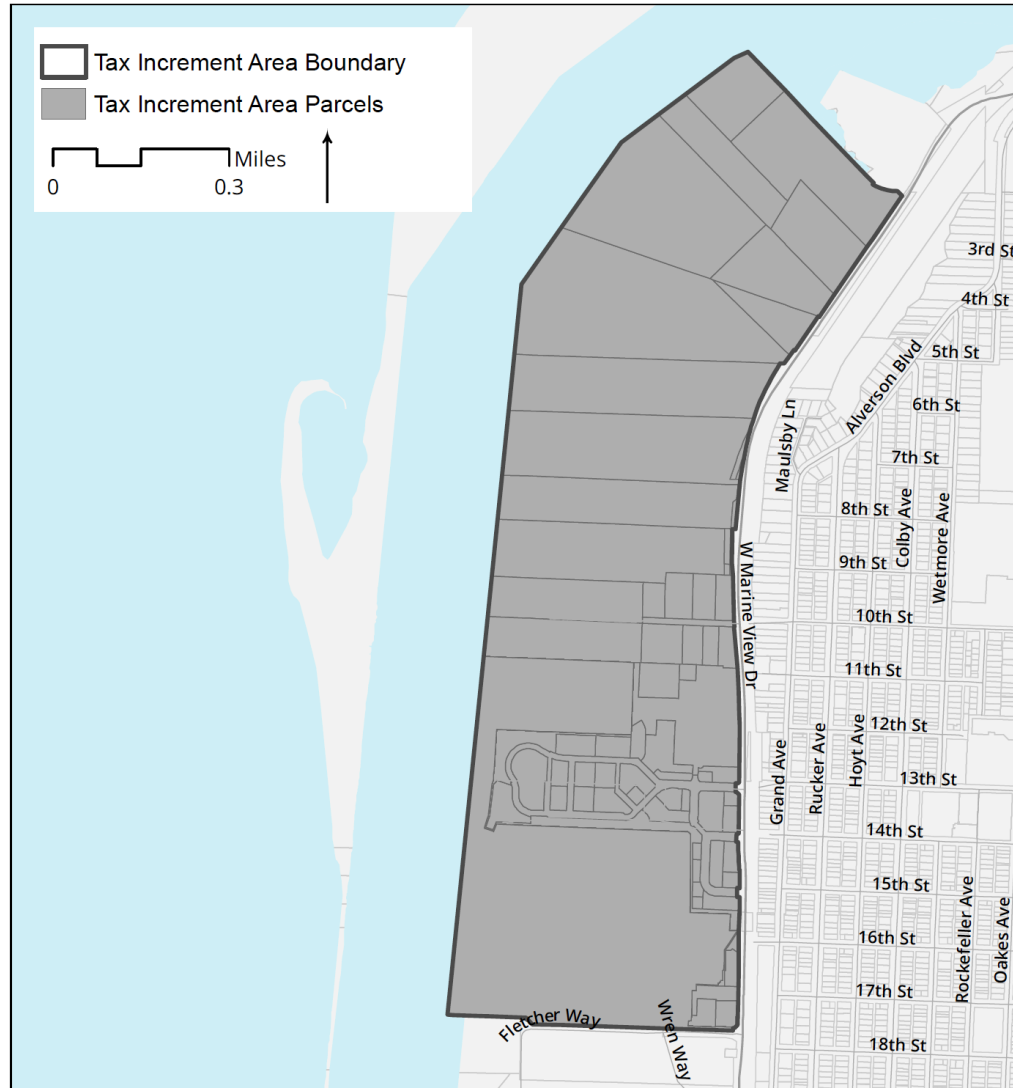 Tax Increment Area Boundary
Tax Increment Area Parcels
Miles
0 0.3
3rd St
4th St
5th St
Alverson Blvd
6th St
Maulsby Ln
7th St
8th St
Colby Ave
Wetmore Ave
9th St
W Marine View Dr
10th St
11th St
12th St
Grand Ave
Rucker Ave
Hoyt Ave
13th St
14th St
15th St
Rockefeller Ave
Oakes Ave
16th St
17th St
Fletcher Way
Wren Way
18th St